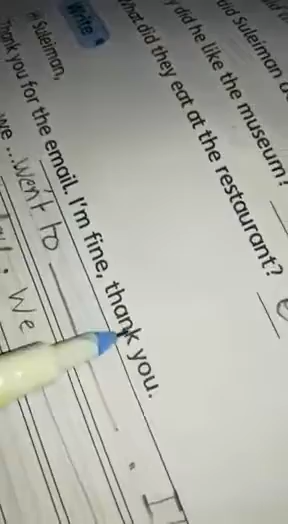 did Suleiman
did he like the museum?
what did they eat at the restaurant?
Write
Hi Suleiman,
Thank you for the email. I'm fine, thank you.
we ... went to
. We